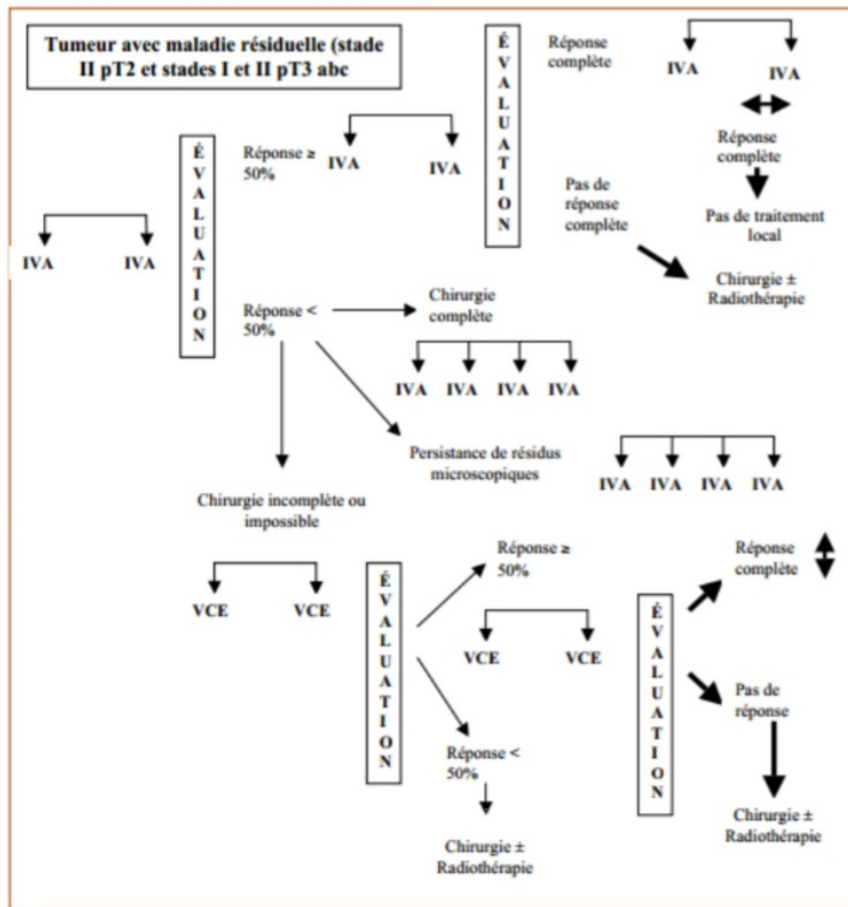 Tumeur avec maladie résiduelle (stade
II pT2 et stades I et II pT3 abc
ÉVALUATION
Réponse
complète
IVA
IVA
Réponse
complète
Pas de traitement
local
Pas de
réponse
complète
Chirurgie ±
Radiothérapie
IVA
IVA
ÉVALUATION
Réponse ≥
50%
IVA
IVA
Réponse <
50%
Chirurgie
complète
IVA IVA IVA IVA
Persistance de résidus
microscopiques
IVA IVA IVA IVA
Chirurgie incomplète ou
impossible
VCE
VCE
ÉVALUATION
Réponse ≥
50%
VCE
VCE
Réponse <
50%
Chirurgie ±
Radiothérapie
ÉVALUATION
Réponse
complète
Pas de
réponse
Chirurgie ±
Radiothérapie